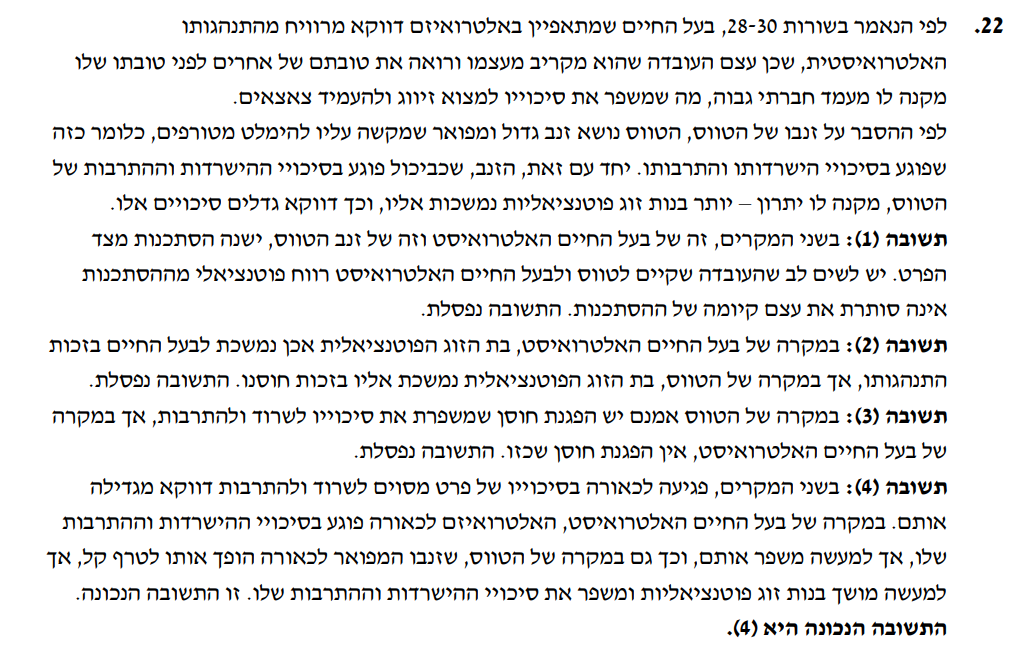 22. לפי הנאמר בשורות 28-30, בעל החיים שמתאפיין באלטרואיזם דווקא מרוויח מהתנהגותו
האלטרואיסטית, שכן עצם העובדה שהוא מקריב מעצמו ורואה את טובתם של אחרים לפני טובתו שלו
מקנה לו מעמד חברתי גבוה, מה שמשפר את סיכוייו למצוא זיווג ולהעמיד צאצאים.
לפי ההסבר על זנבו של הטווס, הטווס נושא זנב גדול ומפואר שמקשה עליו להימלט מטורפים, כלומר כזה
שפוגע בסיכויי הישרדותו והתרבותו. יחד עם זאת, הזנב, שכביכול פוגע בסיכויי ההישרדות וההתרבות של
הטווס, מקנה לו יתרון – יותר בנות זוג פוטנציאליות נמשכות אליו, וכך דווקא גדלים סיכויים אלו.
תשובה (1): בשני המקרים, זה של בעל החיים האלטרואיסט וזה של זנב הטווס, ישנה הסתכנות מצד
הפרט. יש לשים לב שהעובדה שקיים לטווס ולבעל החיים האלטרואיסט רווח פוטנציאלי מההסתכנות
אינה סותרת את עצם קיומה של ההסתכנות. התשובה נפסלת.
תשובה (2): במקרה של בעל החיים האלטרואיסט, בת הזוג הפוטנציאלית אכן נמשכת לבעל החיים בזכות
התנהגותו, אך במקרה של הטווס, בת הזוג הפוטנציאלית נמשכת אליו בזכות חוסנו. התשובה נפסלת.
תשובה (3): במקרה של הטווס אמנם יש הפגנת חוסן שמשפרת את סיכוייו לשרוד ולהתרבות, אך במקרה
של בעל החיים האלטרואיסט, אין הפגנת חוסן שכזו. התשובה נפסלת.
תשובה (4): בשני המקרים, פגיעה לכאורה בסיכוייו של פרט מסוים לשרוד ולהתרבות דווקא מגדילה
אותם. במקרה של בעל החיים האלטרואיסט, האלטרואיזם לכאורה פוגע בסיכויי ההישרדות וההתרבות
שלו, אך למעשה משפר אותם, וכך גם במקרה של הטווס, שזנבו המפואר לכאורה הופך אותו לטרף קל, אך
למעשה מושך בנות זוג פוטנציאליות ומשפר את סיכויי ההישרדות וההתרבות שלו. זו התשובה הנכונה.
התשובה הנכונה היא (4).